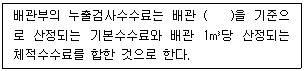 배관부의 누출검사수수료는 배관 (   )을 기준으
로 산정되는 기본수수료와 배관 1㎥당 산정되는
체적수수료를 합한 것으로 한다.